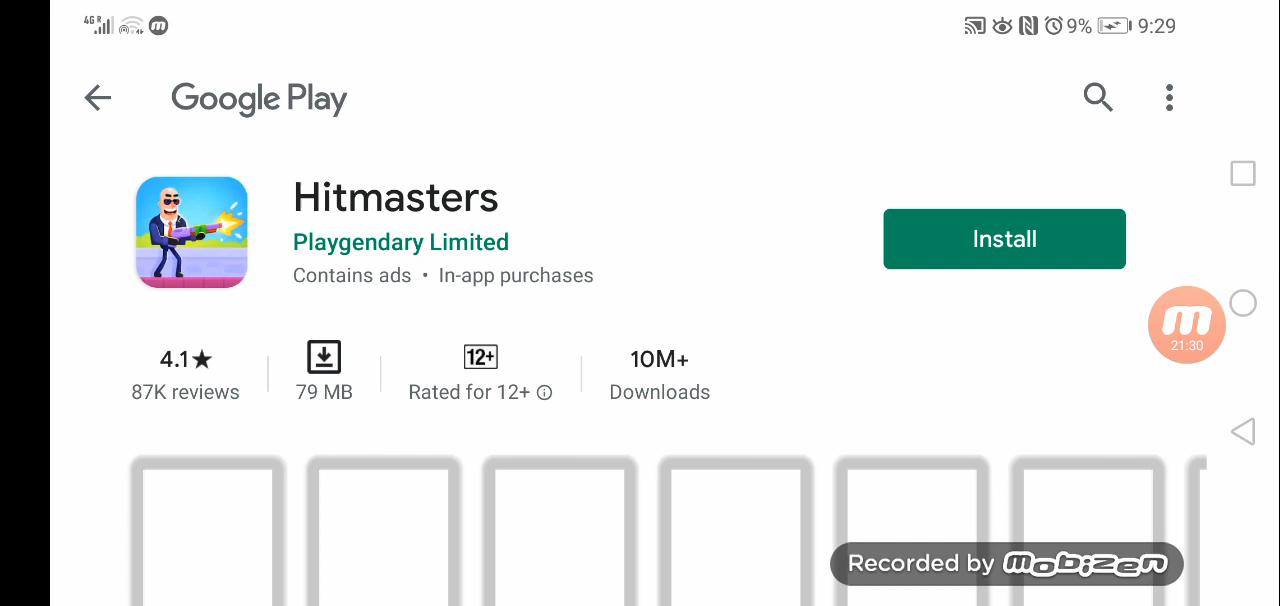 4G R
m
9% 9:29
Google Play
Hitmasters
Playgendary Limited
Contains ads • In-app purchases
Install
m
21:30
4.1★
12+
10M+
87K reviews
79 MB
Rated for 12+
Downloads
Recorded by mobizen